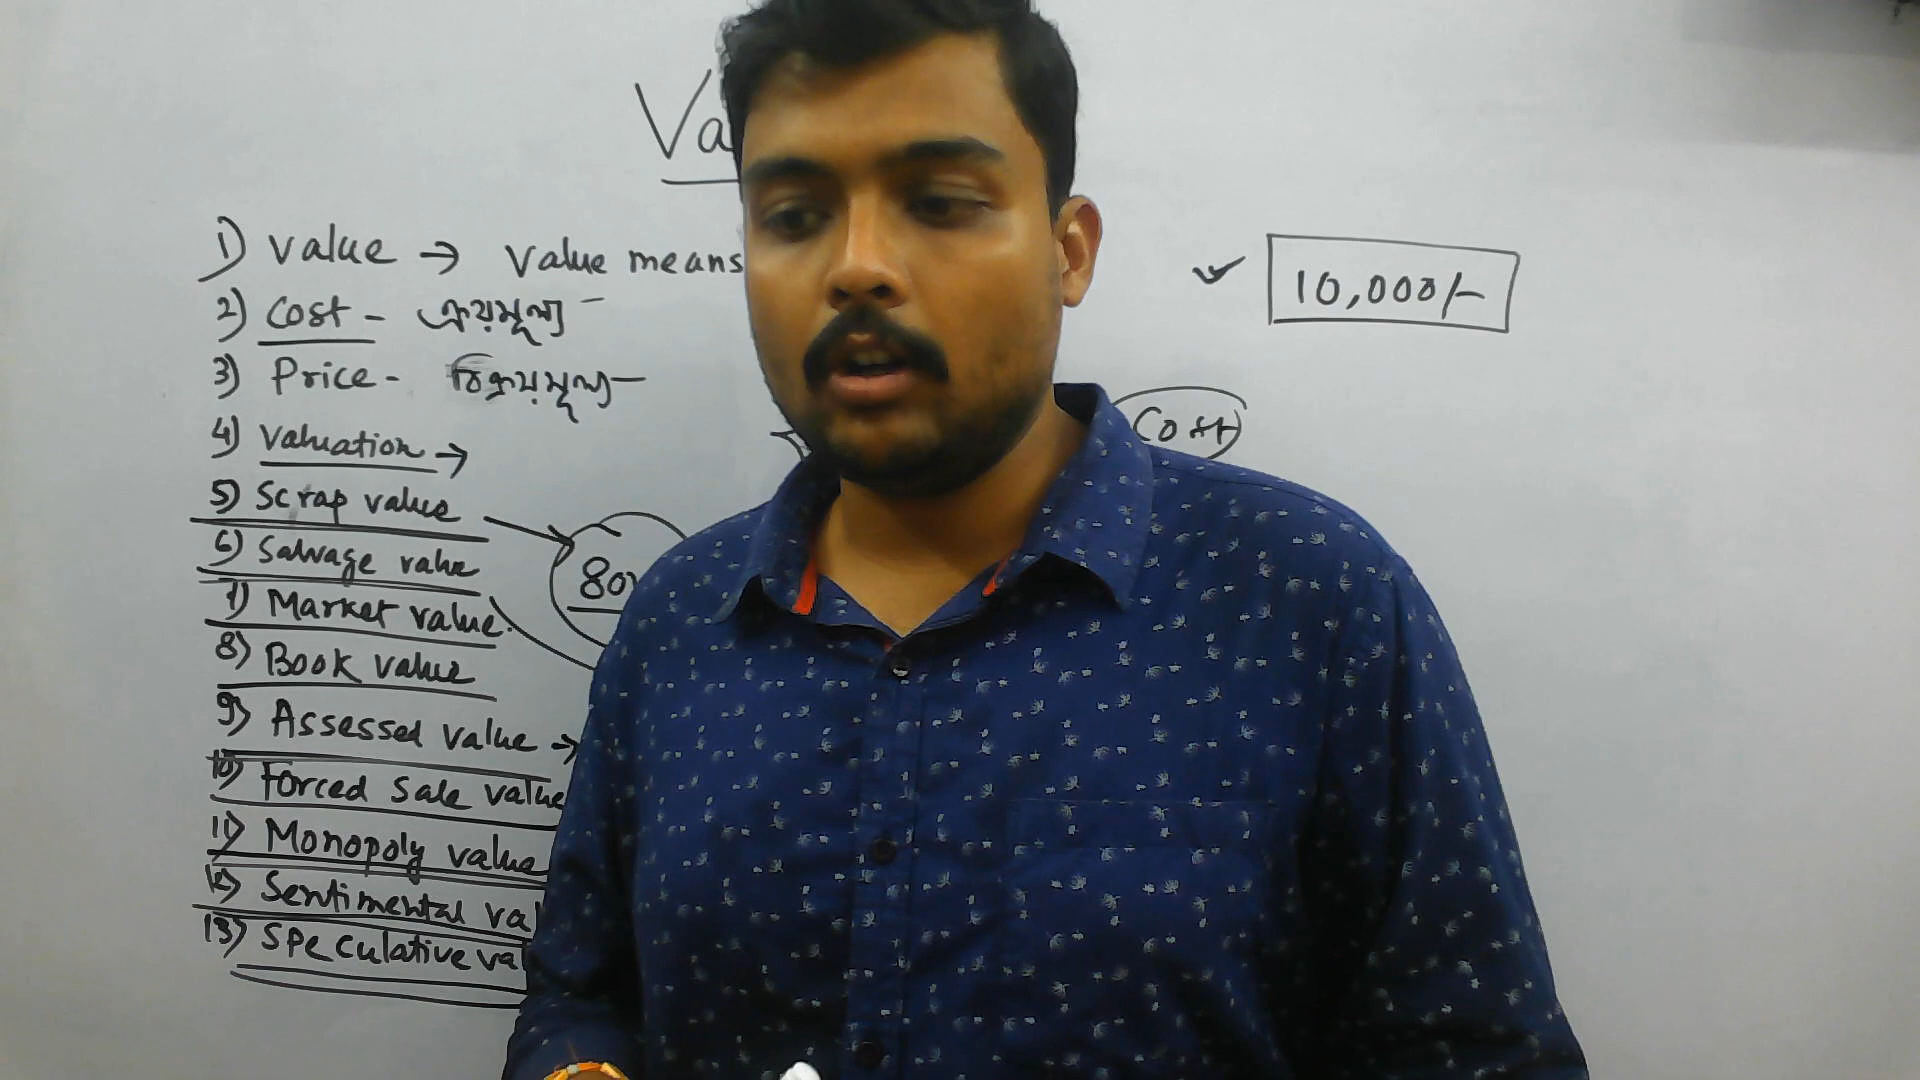 Va
1) Value → Value means
✓ 10,000/-
2) Cost - ক্রয়মূল্য -
3) Price - বিক্রয়মূল্য -
Cost
4) Valuation →
5) Scrap value
6) Salvage value
80
7) Market value.
8) Book value
9) Assessed value →
10) Forced Sale value
11) Monopoly value
12) Sentimental val
13) Speculative val